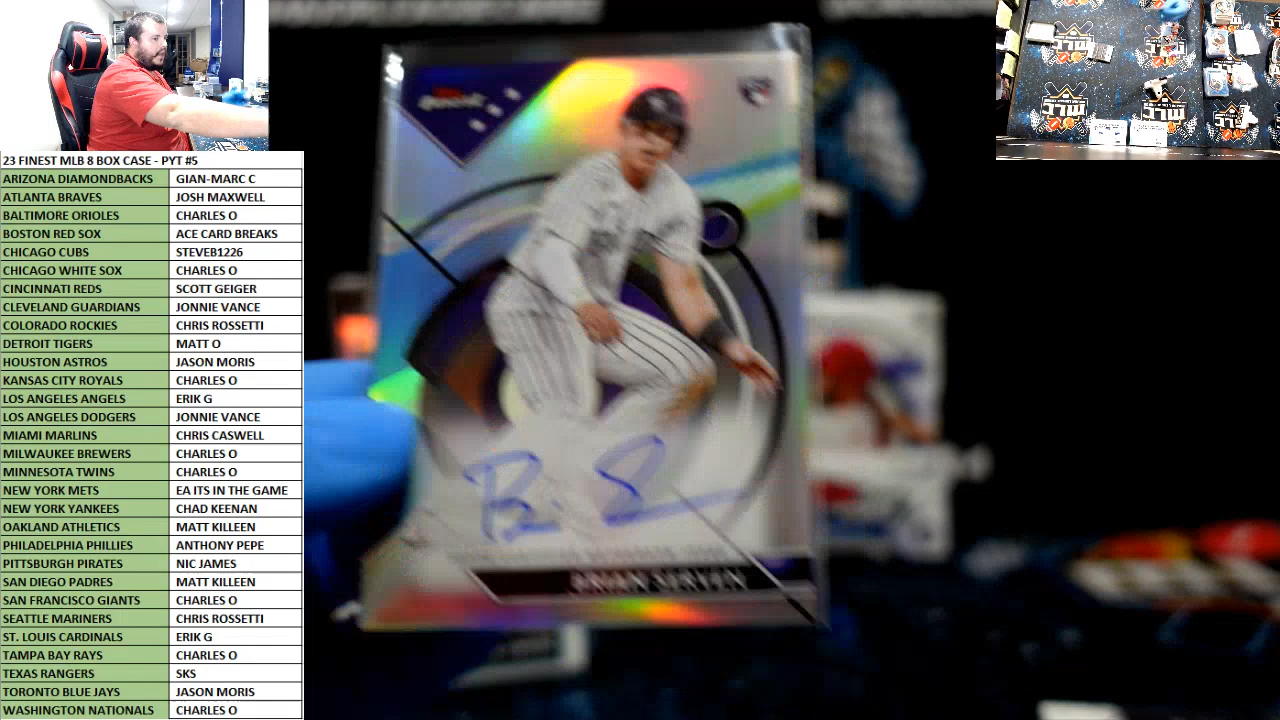 23 FINEST MLB 8 BOX CASE - PYT #5
ARIZONA DIAMONDBACKS GIAN-MARC C
ATLANTA BRAVES JOSH MAXWELL
BALTIMORE ORIOLES CHARLES O
BOSTON RED SOX ACE CARD BREAKS
CHICAGO CUBS STEVEB1226
CHICAGO WHITE SOX CHARLES O
CINCINNATI REDS SCOTT GEIGER
CLEVELAND GUARDIANS JONNIE VANCE
COLORADO ROCKIES CHRIS ROSSETTI
DETROIT TIGERS MATT O
HOUSTON ASTROS JASON MORIS
KANSAS CITY ROYALS CHARLES O
LOS ANGELES ANGELS ERIK G
LOS ANGELES DODGERS JONNIE VANCE
MIAMI MARLINS CHRIS CASWELL
MILWAUKEE BREWERS CHARLES O
MINNESOTA TWINS CHARLES O
NEW YORK METS EA ITS IN THE GAME
NEW YORK YANKEES CHAD KEENAN
OAKLAND ATHLETICS MATT KILLEEN
PHILADELPHIA PHILLIES ANTHONY PEPE
PITTSBURGH PIRATES NIC JAMES
SAN DIEGO PADRES MATT KILLEEN
SAN FRANCISCO GIANTS CHARLES O
SEATTLE MARINERS CHRIS ROSSETTI
ST. LOUIS CARDINALS ERIK G
TAMPA BAY RAYS CHARLES O
TEXAS RANGERS SKS
TORONTO BLUE JAYS JASON MORIS
WASHINGTON NATIONALS CHARLES O
BRIAN SERVEN
MLCC